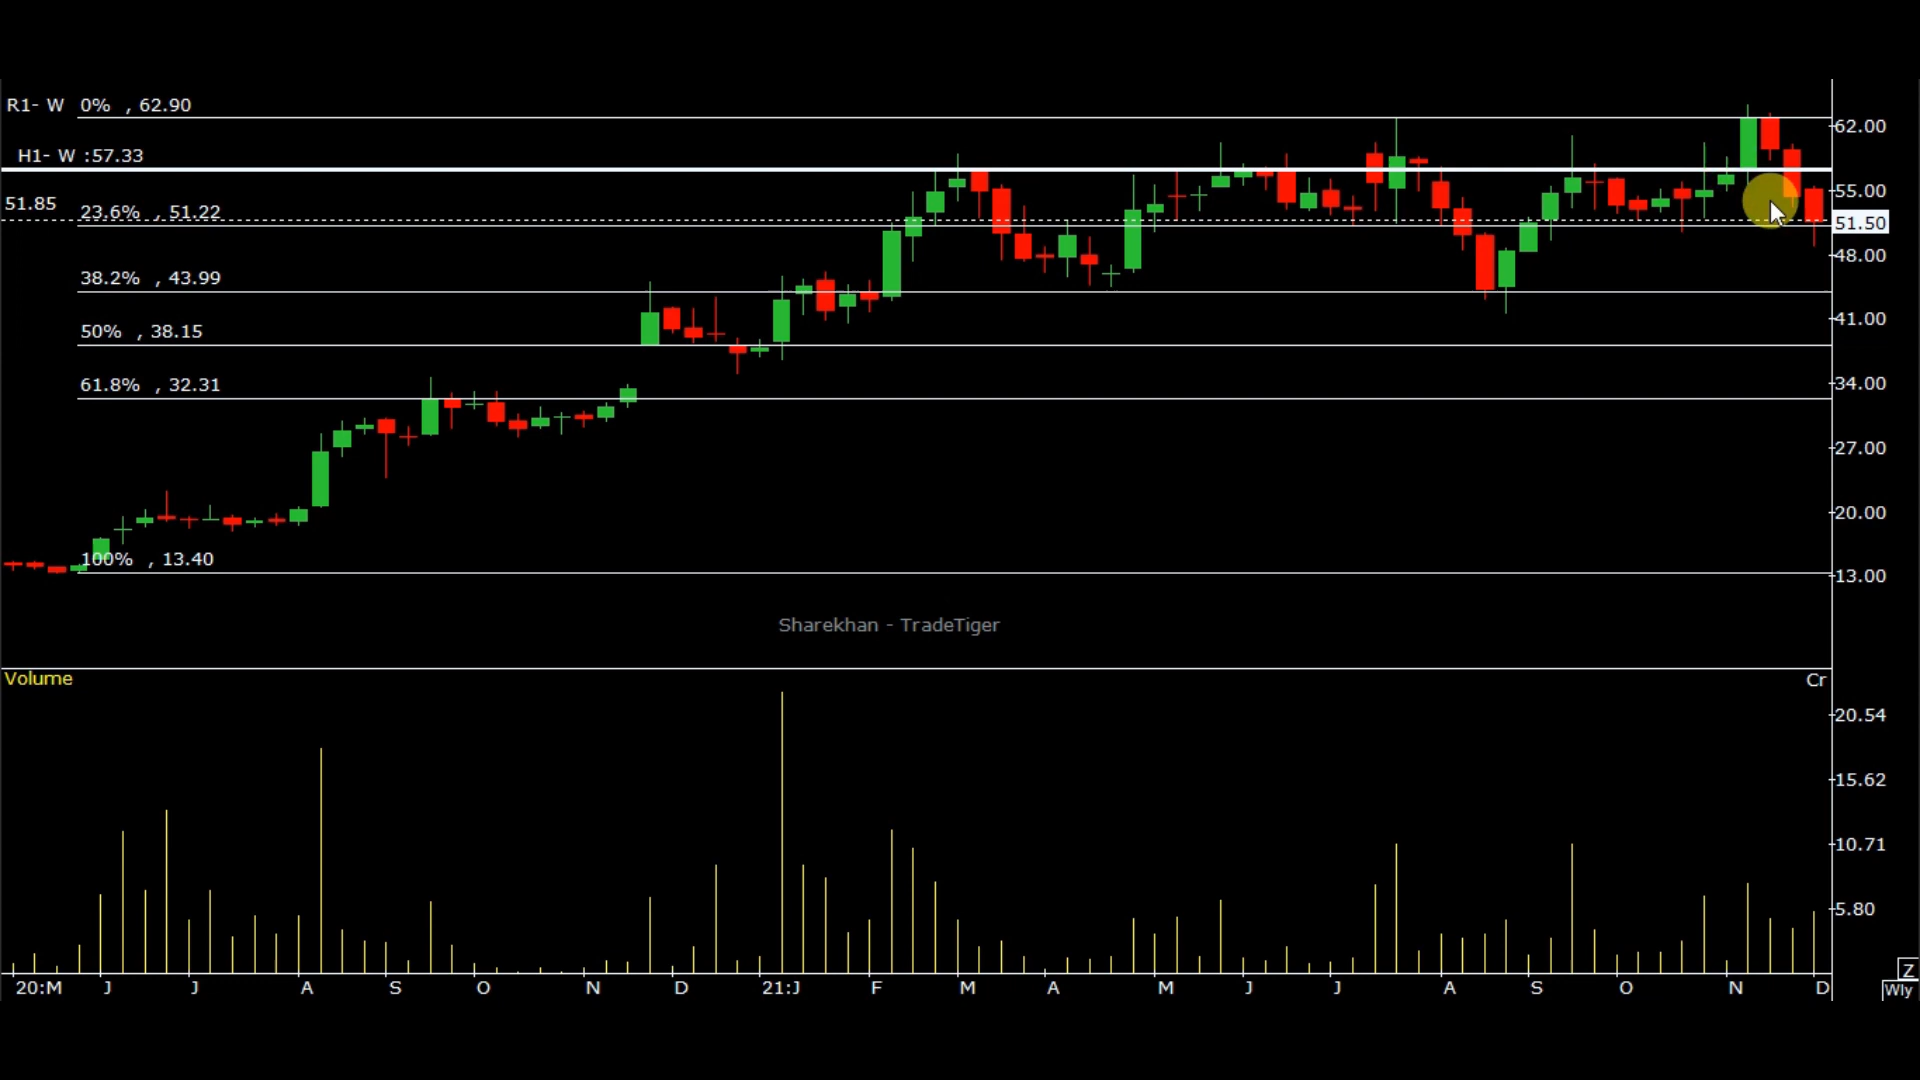 R1- W 0% , 62.90
62.00
H1- W :57.33
55.00
51.85
23.6% , 51.22
51.50
48.00
38.2% , 43.99
41.00
50% , 38.15
61.8% , 32.31
34.00
27.00
20.00
100% , 13.40
13.00
Sharekhan - TradeTiger
Volume
Cr
20.54
15.62
10.71
5.80
Z
20:M J J A S O N D 21:J F M A M J J A S O N D
Wly